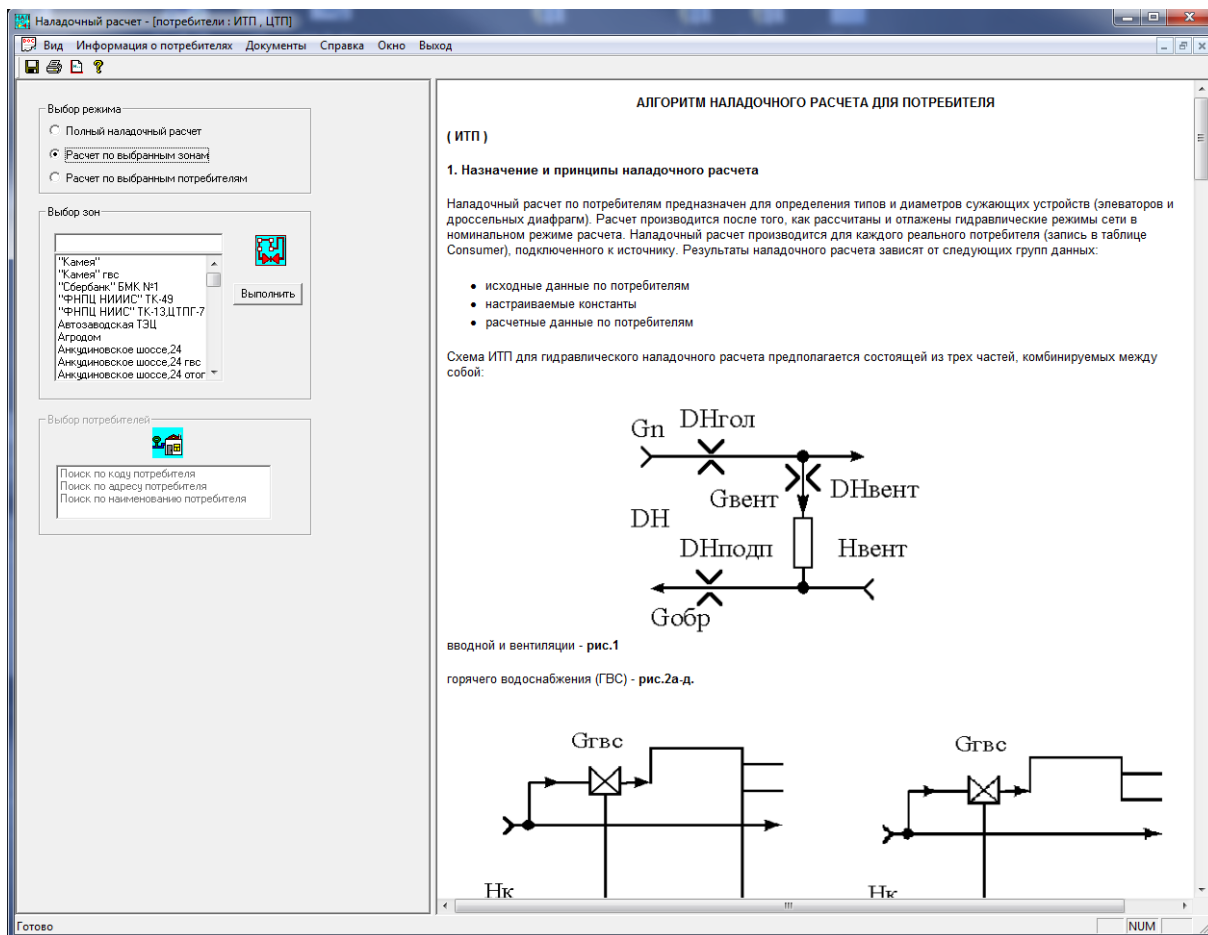 Наладочный расчет - [потребители : ИТП , ЦТП]
Вид Информация о потребителях Документы Справка Окно Выход
Выбор режима
Полный наладочный расчет
Расчет по выбранным зонам
Расчет по выбранным потребителям
Выбор зон
"Камея"
"Камея" гвс
"Сбербанк" БМК №1
"ФНПЦ НИИИС" ТК-49
"ФНПЦ НИИС" ТК-13,ЦТПГ-7
Автозаводская ТЭЦ
Агродом
Анкудиновское шоссе,24
Анкудиновское шоссе,24 гвс
Анкудиновское шоссе,24 отог
Выполнить
Выбор потребителей
Поиск по коду потребителя
Поиск по адресу потребителя
Поиск по наименованию потребителя
АЛГОРИТМ НАЛАДОЧНОГО РАСЧЕТА ДЛЯ ПОТРЕБИТЕЛЯ
( ИТП )
1. Назначение и принципы наладочного расчета
Наладочный расчет по потребителям предназначен для определения типов и диаметров сужающих устройств (элеваторов и
дроссельных диафрагм). Расчет производится после того, как рассчитаны и отлажены гидравлические режимы сети в
номинальном режиме расчета. Наладочный расчет производится для каждого реального потребителя (запись в таблице
Consumer), подключенного к источнику. Результаты наладочного расчета зависят от следующих групп данных:
исходные данные по потребителям
настраиваемые константы
расчетные данные по потребителям
Схема ИТП для гидравлического наладочного расчета предполагается состоящей из трех частей, комбинируемых между
собой:
Gп DHгол
Gвент DHвент
DH
DHподп Hвент
Gобр
вводной и вентиляции - рис.1
горячего водоснабжения (ГВС) - рис.2а-д.
Gгвс Gгвс
Hк Hк
Готово NUM